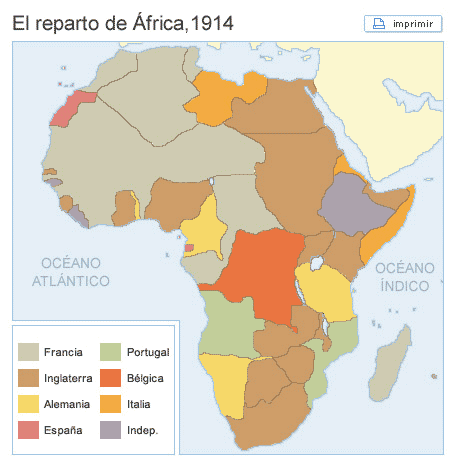 El reparto de África,1914
imprimir
OCÉANO
ATLÁNTICO
OCÉANO
ÍNDICO
Francia
Portugal
Inglaterra
Bélgica
Alemania
Italia
España
Indep.